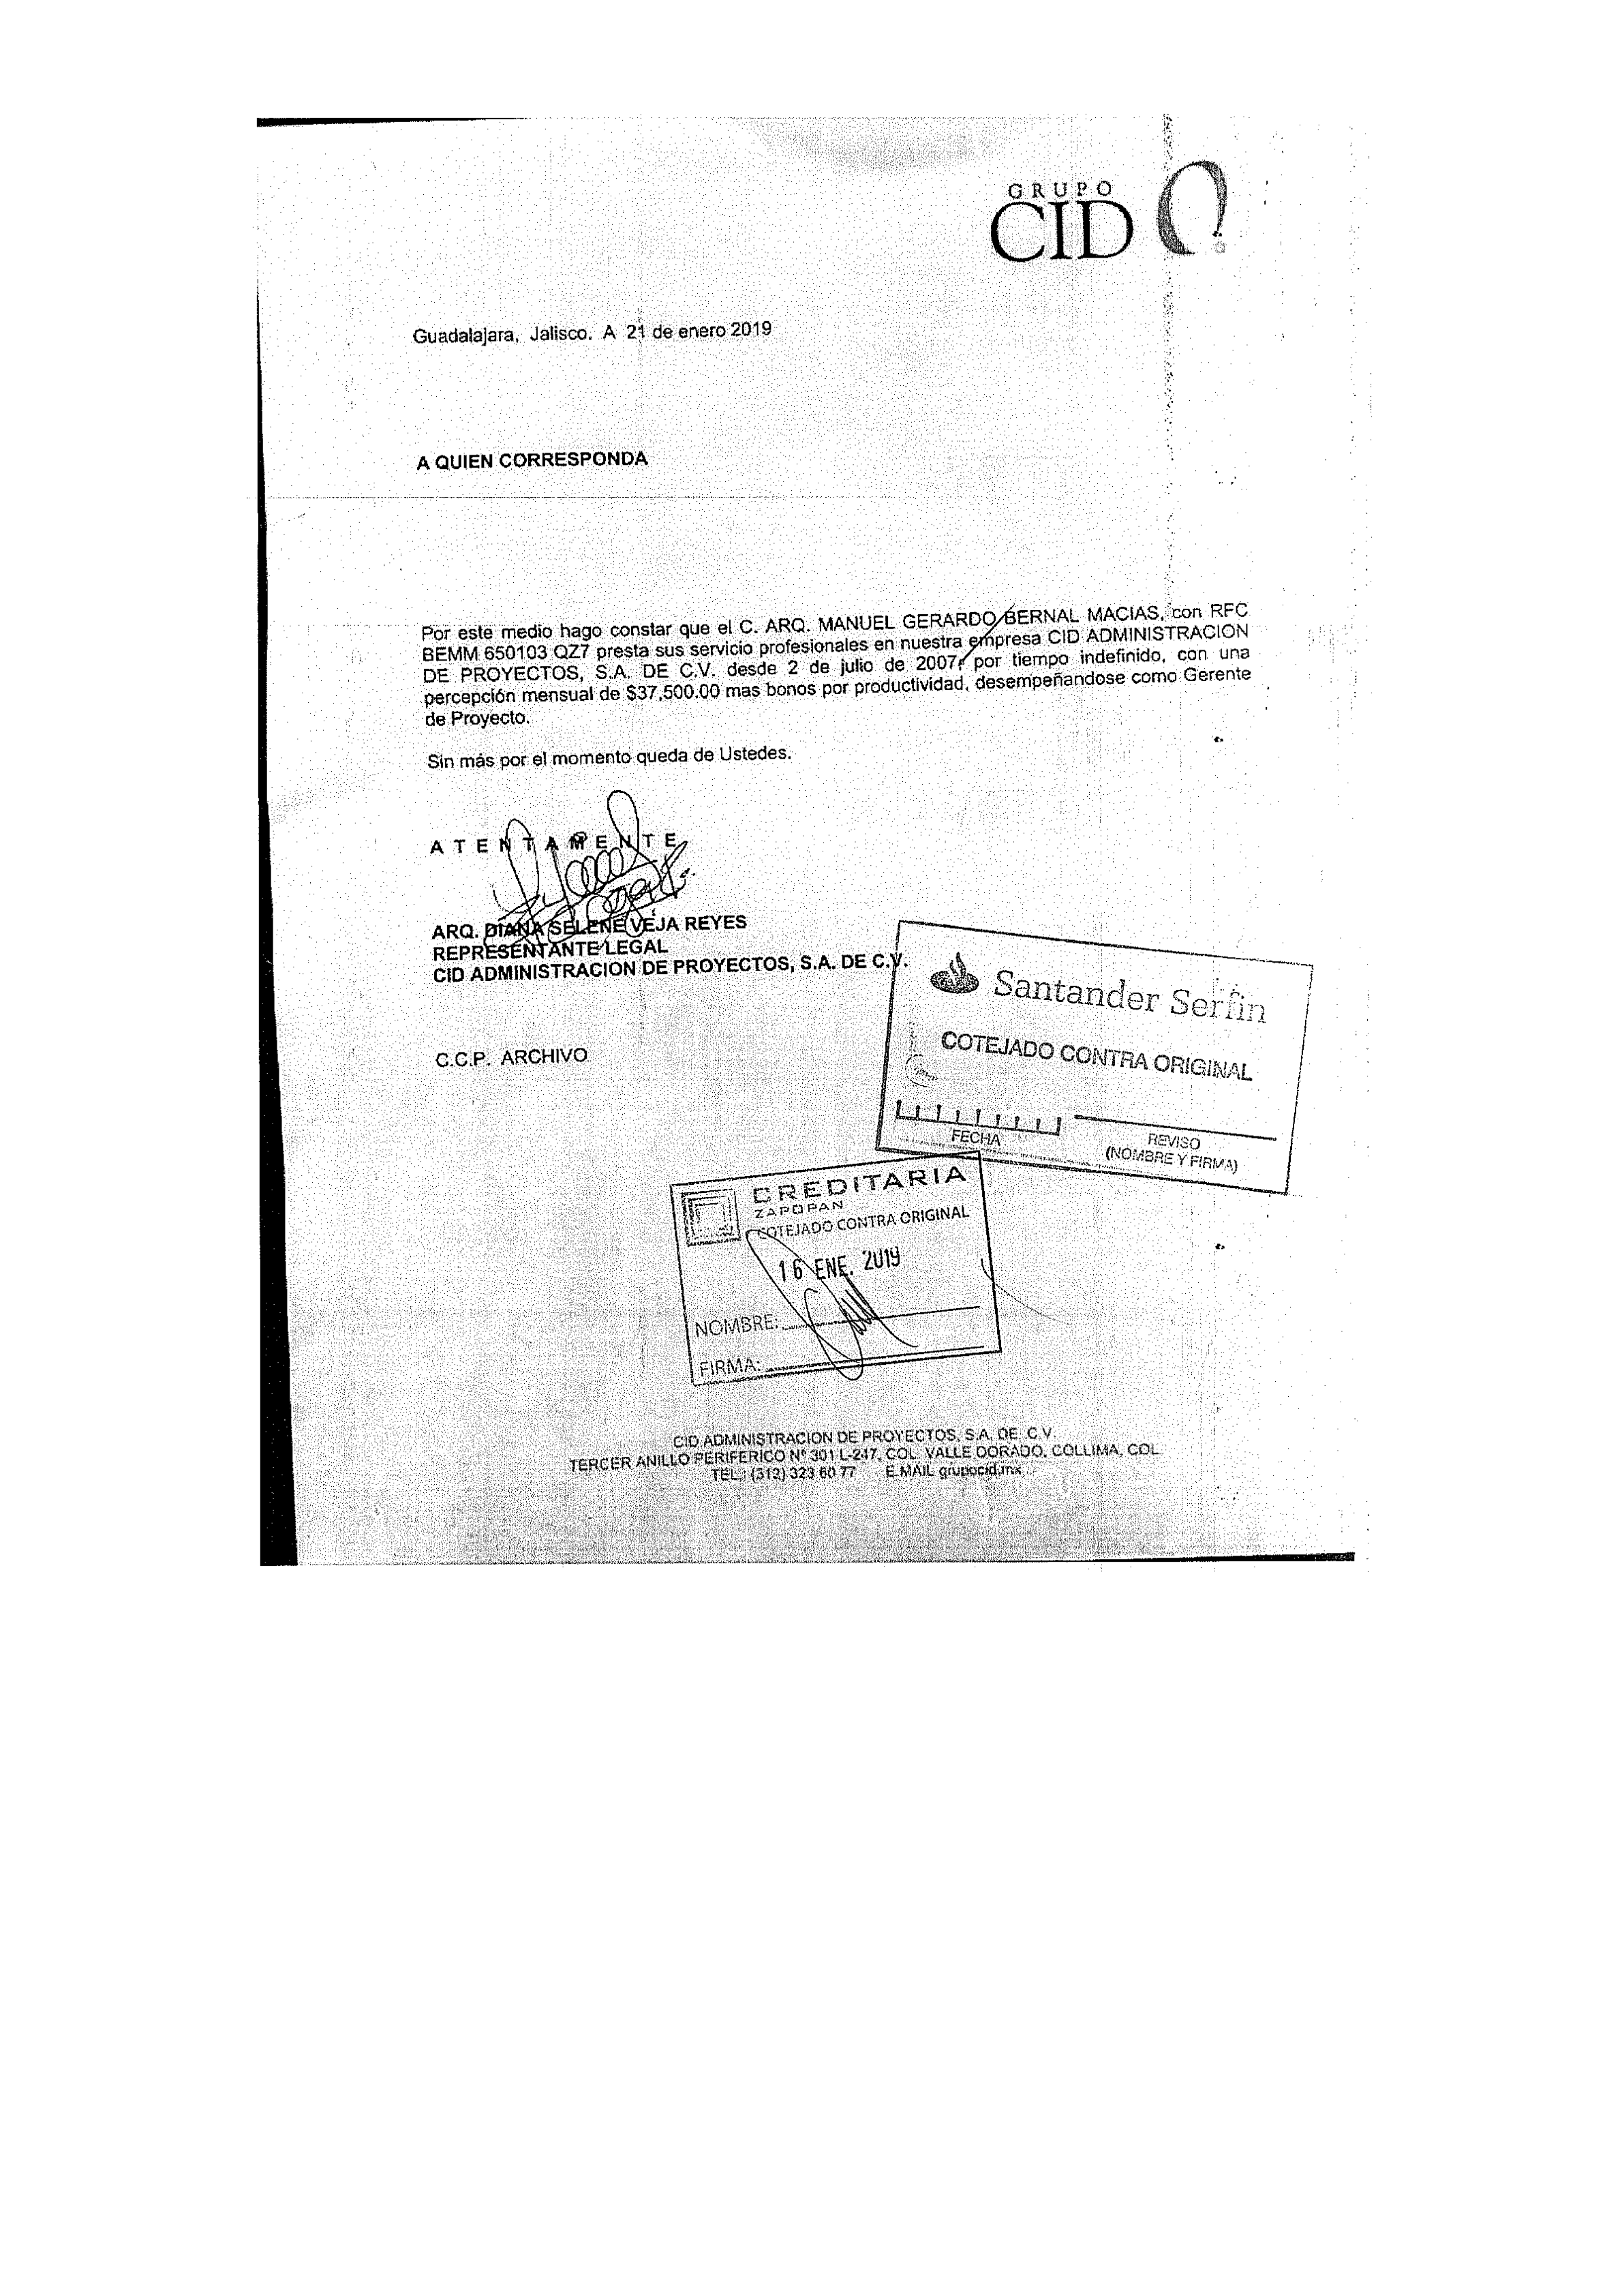 GRUPO
CID
Guadalajara, Jalisco. A 21 de enero 2019
A QUIEN CORRESPONDA
Por este medio hago constar que el C. ARQ. MANUEL GERARDO BERNAL MACIAS, con RFC
BEMM 650103 QZ7 presta sus servicio profesionales en nuestra empresa CID ADMINISTRACION
DE PROYECTOS, S.A. DE C.V. desde 2 de julio de 2007, por tiempo indefinido, con una
percepción mensual de $37,500.00 mas bonos por productividad, desempeñandose como Gerente
de Proyecto.
Sin más por el momento queda de Ustedes.
A T E N T A M E N T E
ARQ. DIANA SELENE VEJA REYES
REPRESENTANTE LEGAL
CID ADMINISTRACION DE PROYECTOS, S.A. DE C.V.
C.C.P. ARCHIVO
Santander Serfin
COTEJADO CONTRA ORIGINAL
FECHA
REVISO
(NOMBRE Y FIRMA)
CREDITARIA
ZAPOPAN
COTEJADO CONTRA ORIGINAL
16 ENE. 2019
NOMBRE:
FIRMA:
CID ADMINISTRACION DE PROYECTOS, S.A. DE C.V.
TERCER ANILLO PERIFERICO Nº 301 L-247, COL. VALLE DORADO, COLLIMA, COL.
TEL.: (312) 323 60 77 E.MAIL grupocid.mx